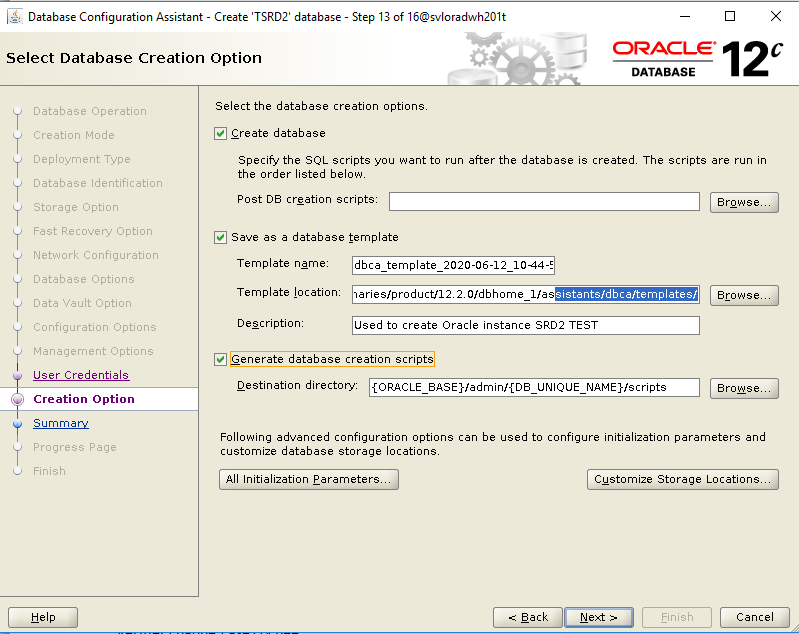 Database Configuration Assistant - Create 'TSRD2' database - Step 13 of 16@svloradwh201t
Select Database Creation Option
ORACLE
DATABASE
12c
Database Operation
Creation Mode
Deployment Type
Database Identification
Storage Option
Fast Recovery Option
Network Configuration
Database Options
Data Vault Option
Configuration Options
Management Options
User Credentials
Creation Option
Summary
Progress Page
Finish
Select the database creation options.
Create database
Specify the SQL scripts you want to run after the database is created. The scripts are run in
the order listed below.
Post DB creation scripts:
Browse...
Save as a database template
Template name: dbca_template_2020-06-12_10-44-5
Template location: naries/product/12.2.0/dbhome_1/assistants/dbca/templates/ Browse...
Description: Used to create Oracle instance SRD2 TEST
Generate database creation scripts
Destination directory: {ORACLE_BASE}/admin/{DB_UNIQUE_NAME}/scripts Browse...
Following advanced configuration options can be used to configure initialization parameters and
customize database storage locations.
All Initialization Parameters... Customize Storage Locations...
Help < Back Next > Finish Cancel